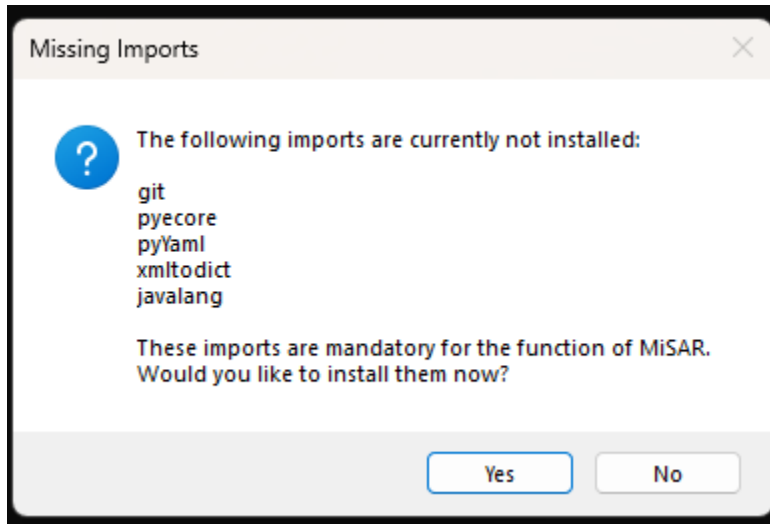 Missing Imports
The following imports are currently not installed:
git
pyecore
pyYaml
xmltodict
javalang
These imports are mandatory for the function of MiSAR.
Would you like to install them now?
Yes
No